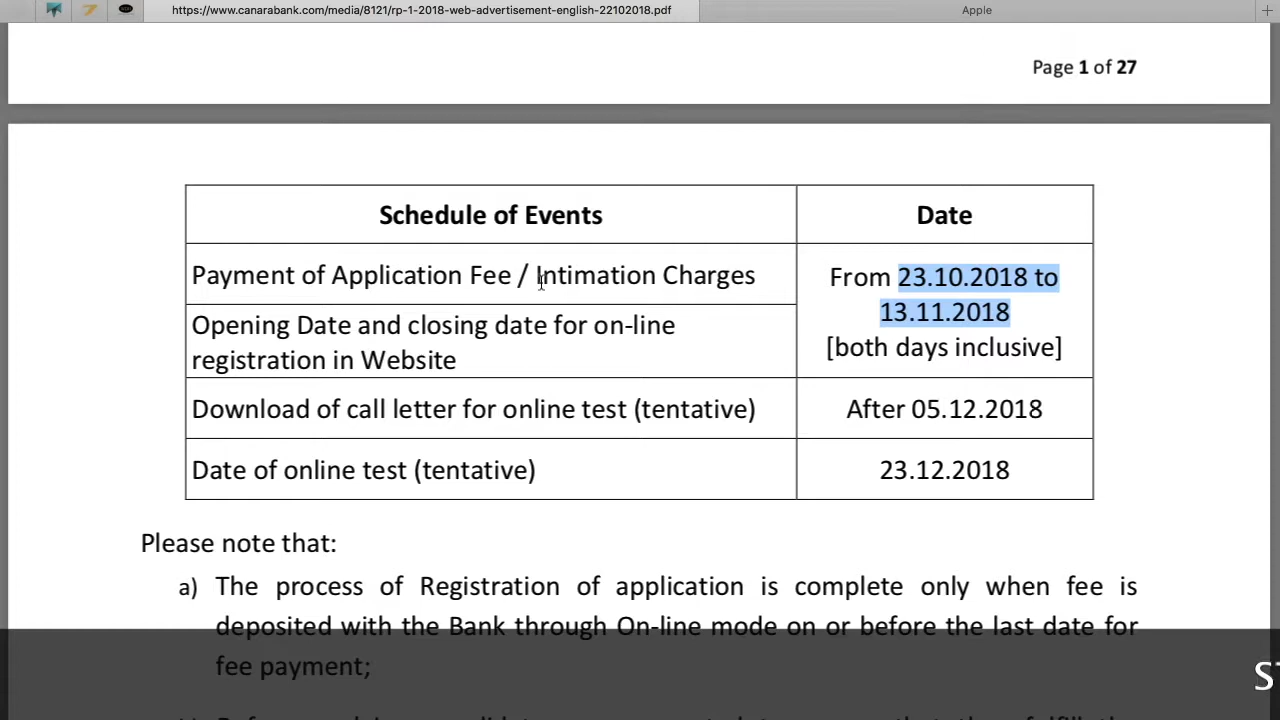 https://www.canarabank.com/media/8121/rp-1-2018-web-advertisement-english-22102018.pdf
Apple
Page 1 of 27
Schedule of Events
Date
Payment of Application Fee / Intimation Charges
From 23.10.2018 to
13.11.2018
[both days inclusive]
Opening Date and closing date for on-line
registration in Website
Download of call letter for online test (tentative)
After 05.12.2018
Date of online test (tentative)
23.12.2018
Please note that:
a) The process of Registration of application is complete only when fee is
deposited with the Bank through On-line mode on or before the last date for
fee payment;